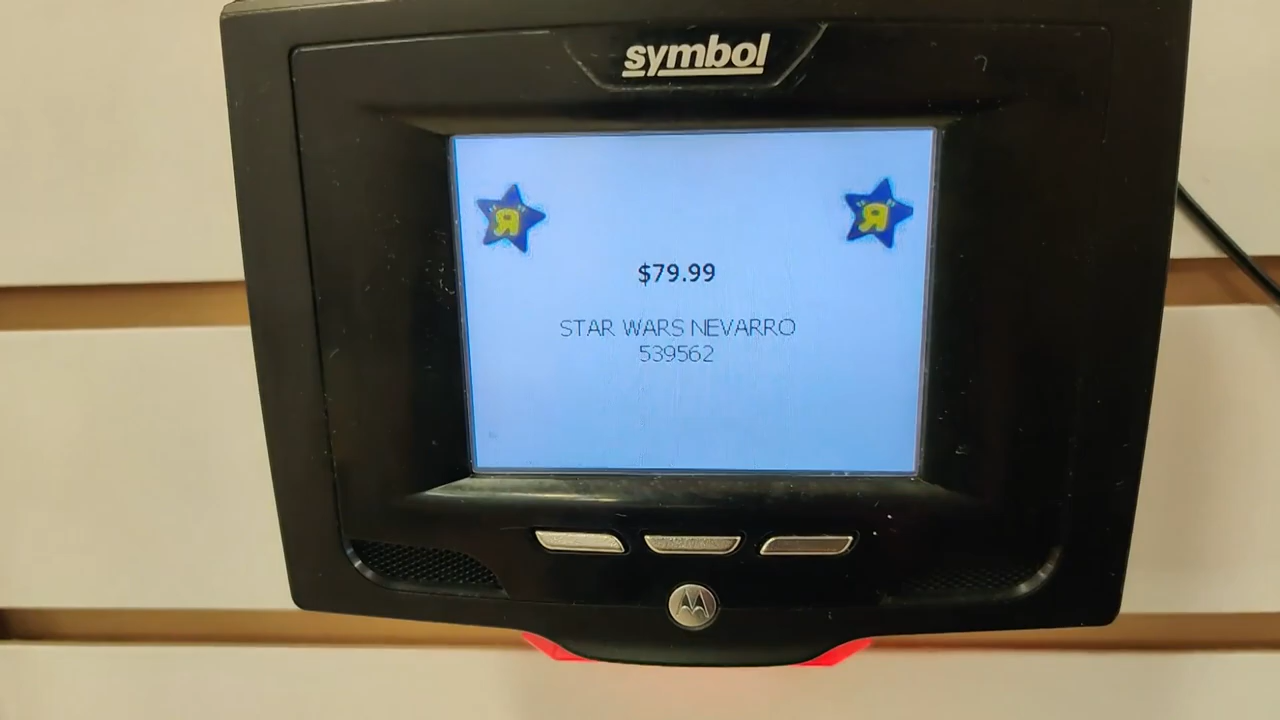 symbol
"R" "R"
$79.99
STAR WARS NEVARRO
539562